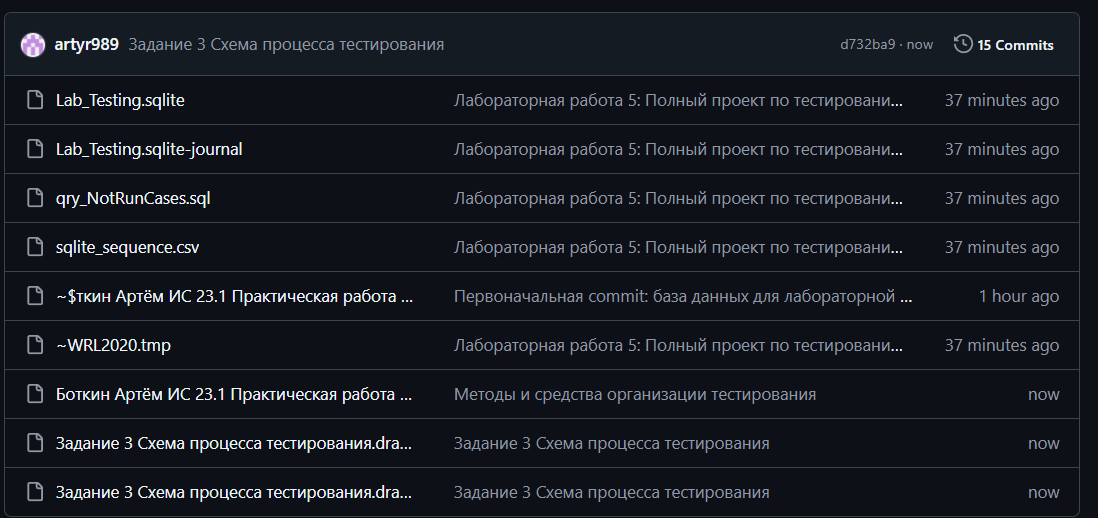 artyr989 Задание 3 Схема процесса тестирования d732ba9 · now 15 Commits
Lab_Testing.sqlite Лабораторная работа 5: Полный проект по тестировани... 37 minutes ago
Lab_Testing.sqlite-journal Лабораторная работа 5: Полный проект по тестировани... 37 minutes ago
qry_NotRunCases.sql Лабораторная работа 5: Полный проект по тестировани... 37 minutes ago
sqlite_sequence.csv Лабораторная работа 5: Полный проект по тестировани... 37 minutes ago
~$ткин Артём ИС 23.1 Практическая работа ... Первоначальная commit: база данных для лабораторной ... 1 hour ago
~WRL2020.tmp Лабораторная работа 5: Полный проект по тестировани... 37 minutes ago
Боткин Артём ИС 23.1 Практическая работа ... Методы и средства организации тестирования now
Задание 3 Схема процесса тестирования.dra... Задание 3 Схема процесса тестирования now
Задание 3 Схема процесса тестирования.dra... Задание 3 Схема процесса тестирования now